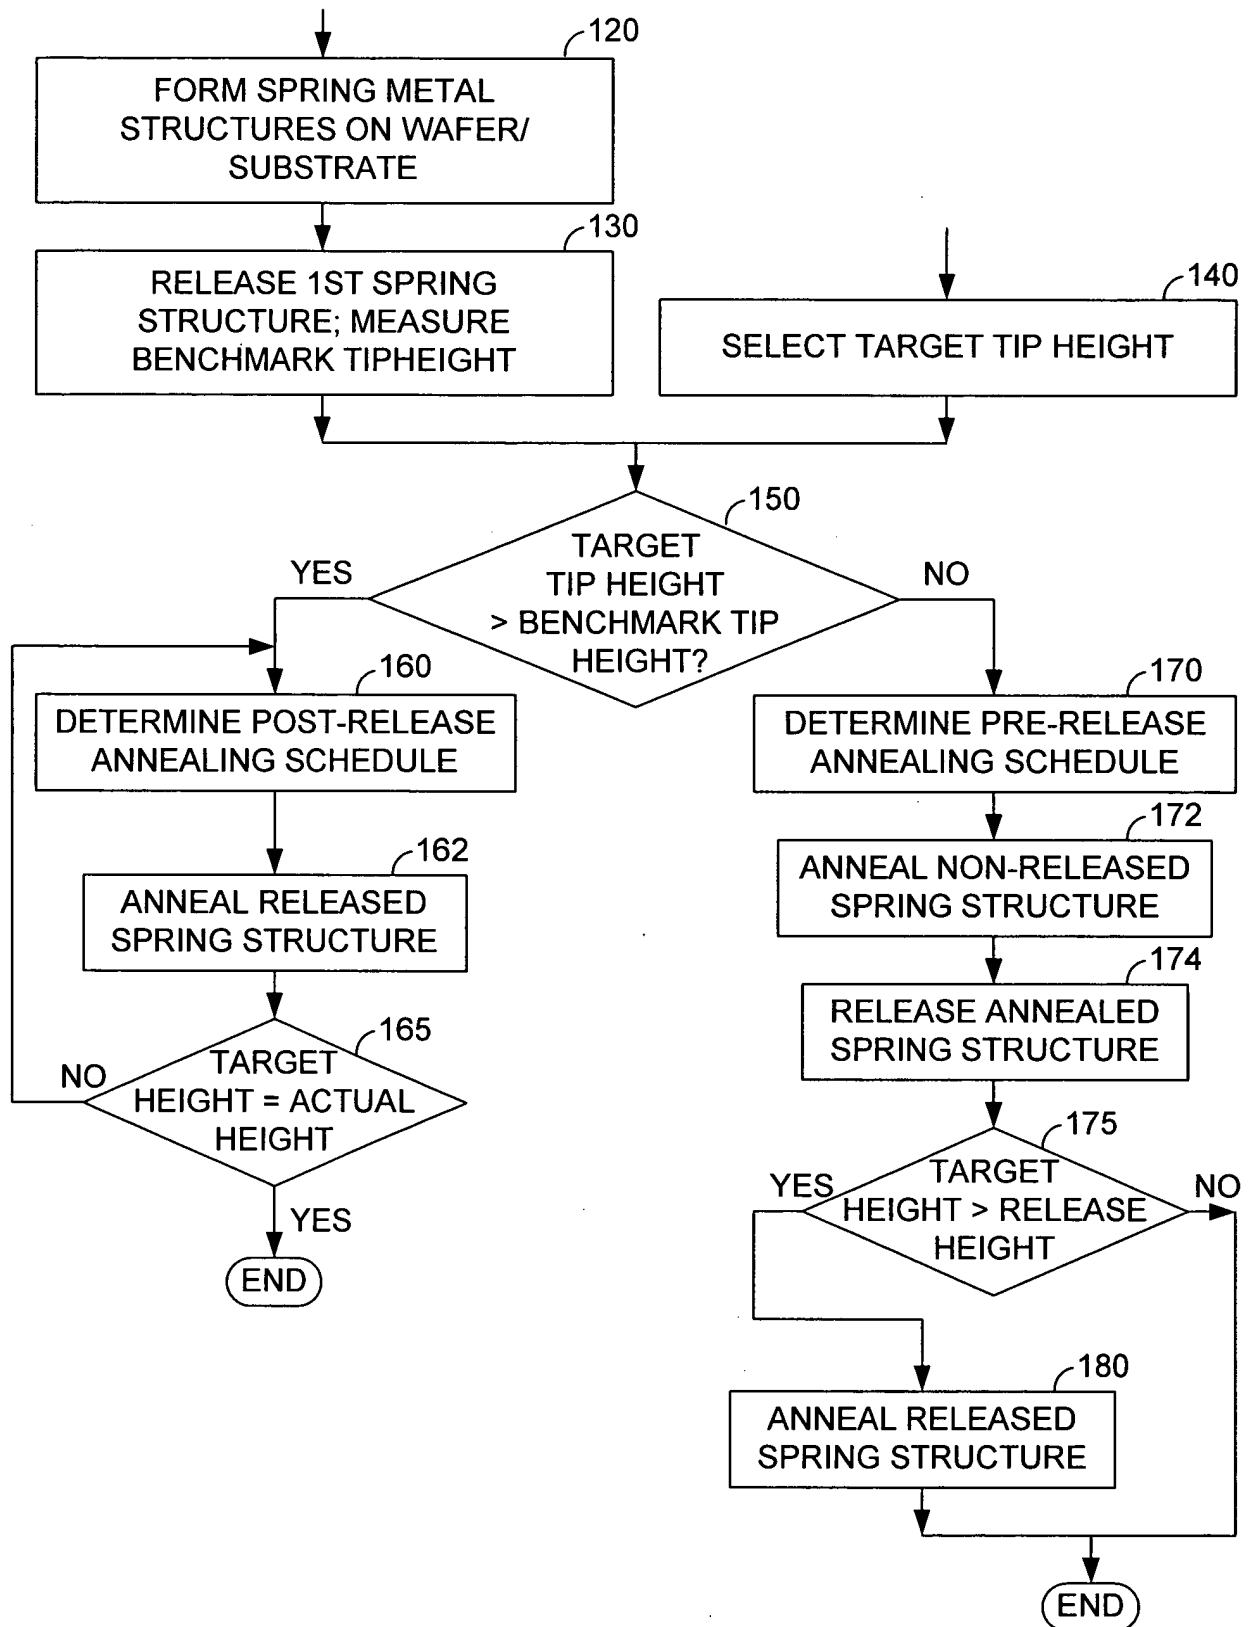 120
FORM SPRING METAL
STRUCTURES ON WAFER/
SUBSTRATE
130
RELEASE 1ST SPRING
STRUCTURE; MEASURE
BENCHMARK TIPHEIGHT
140
SELECT TARGET TIP HEIGHT
150
TARGET
TIP HEIGHT
> BENCHMARK TIP
HEIGHT?
YES
NO
160
DETERMINE POST-RELEASE
ANNEALING SCHEDULE
162
ANNEAL RELEASED
SPRING STRUCTURE
165
TARGET
HEIGHT = ACTUAL
HEIGHT
NO
YES
END
170
DETERMINE PRE-RELEASE
ANNEALING SCHEDULE
172
ANNEAL NON-RELEASED
SPRING STRUCTURE
174
RELEASE ANNEALED
SPRING STRUCTURE
175
TARGET
HEIGHT > RELEASE
HEIGHT
YES
NO
180
ANNEAL RELEASED
SPRING STRUCTURE
END